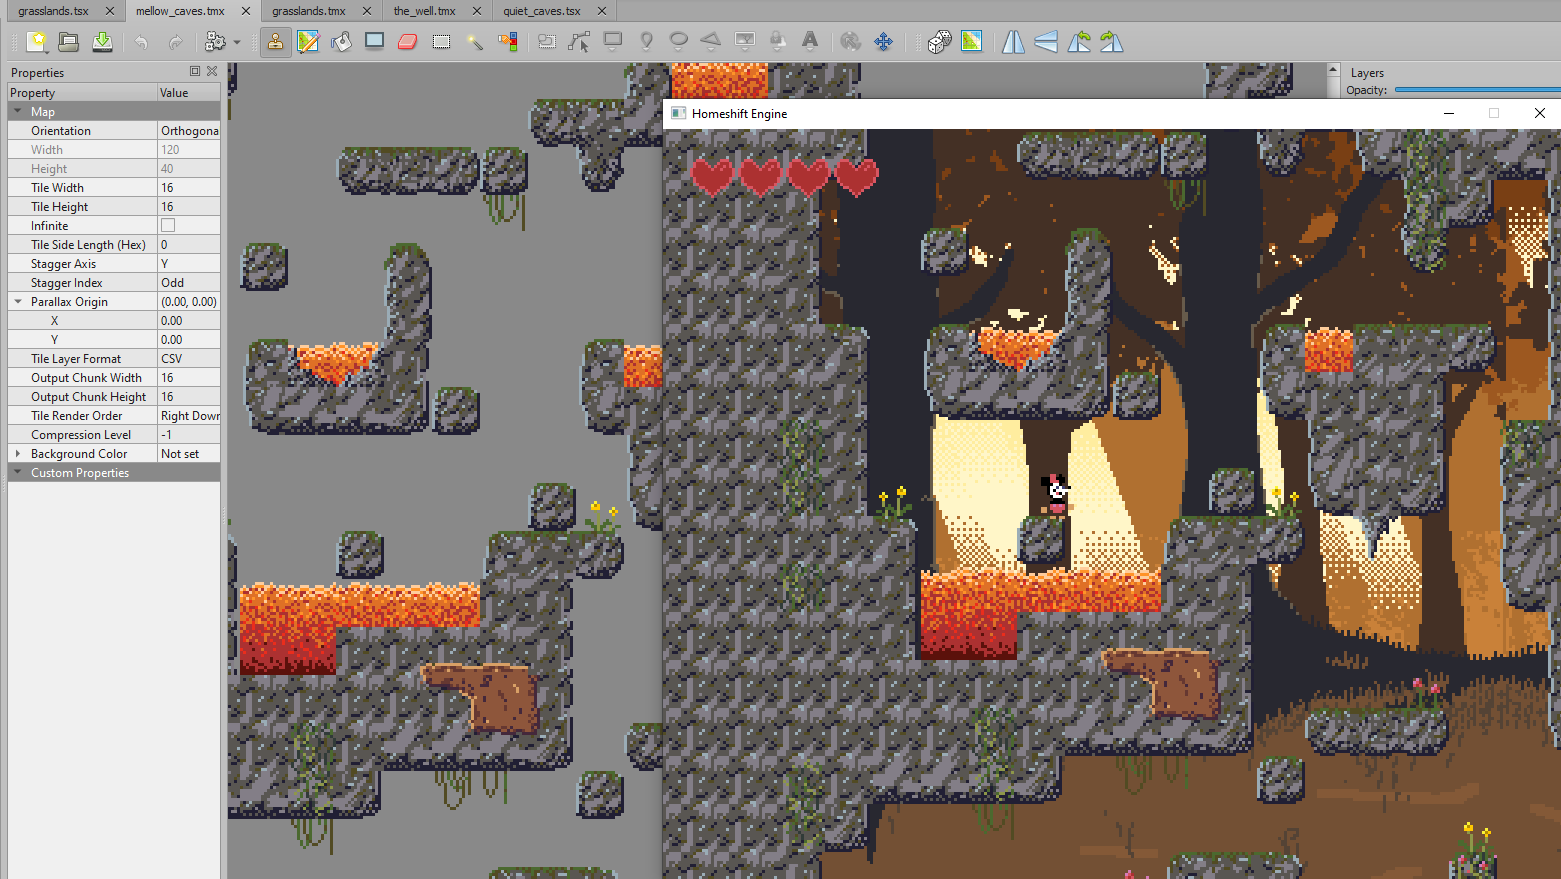 grasslands.tsx mellow_caves.tmx grasslands.tmx the_well.tmx quiet_caves.tsx
Properties
Property Value
Map
Orientation Orthogona
Width 120
Height 40
Tile Width 16
Tile Height 16
Infinite
Tile Side Length (Hex) 0
Stagger Axis Y
Stagger Index Odd
Parallax Origin (0.00, 0.00)
X 0.00
Y 0.00
Tile Layer Format CSV
Output Chunk Width 16
Output Chunk Height 16
Tile Render Order Right Down
Compression Level -1
Background Color Not set
Custom Properties
Layers
Opacity:
Homeshift Engine